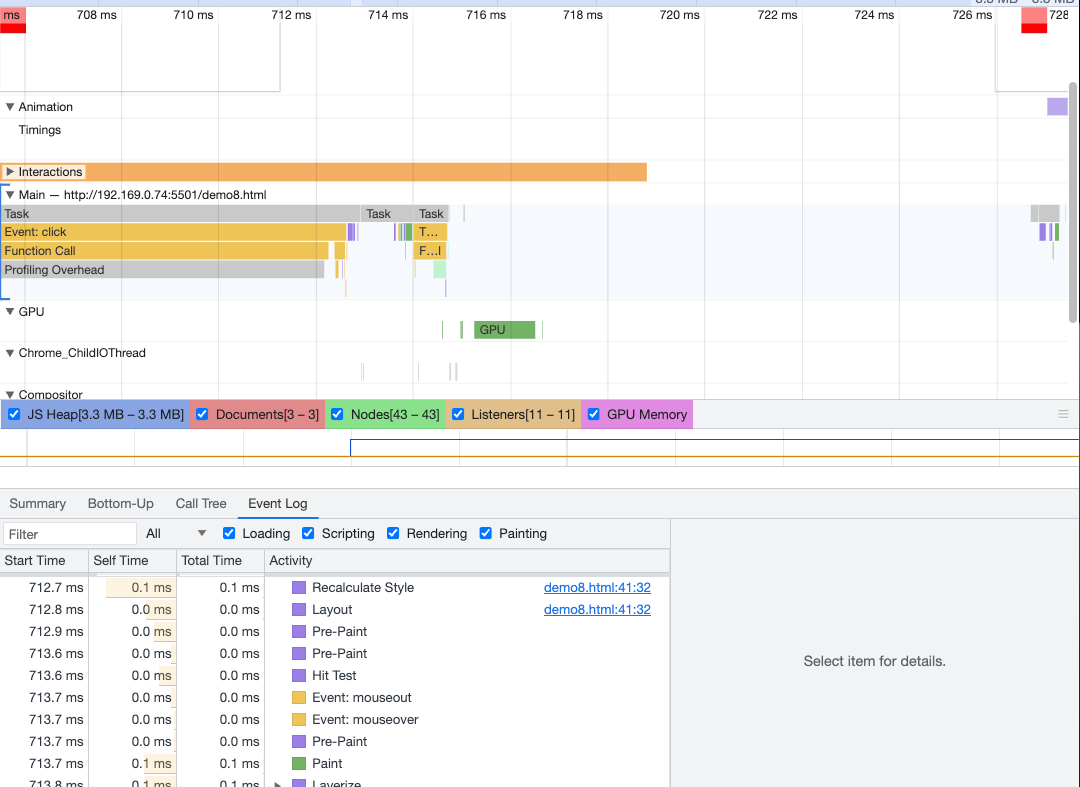 3.3 MB – 3.3 MB
ms 708 ms 710 ms 712 ms 714 ms 716 ms 718 ms 720 ms 722 ms 724 ms 726 ms 728
▼ Animation
Timings
▶ Interactions
▼ Main — http://192.169.0.74:5501/demo8.html
Task Task Task
Event: click T…
Function Call F…l
Profiling Overhead
▼ GPU
GPU
▼ Chrome_ChildIOThread
▼ Compositor
JS Heap[3.3 MB – 3.3 MB] Documents[3 – 3] Nodes[43 – 43] Listeners[11 – 11] GPU Memory
Summary Bottom-Up Call Tree Event Log
Filter All Loading Scripting Rendering Painting
Start Time Self Time Total Time Activity
712.7 ms 0.1 ms 0.1 ms Recalculate Style demo8.html:41:32
712.8 ms 0.0 ms 0.0 ms Layout demo8.html:41:32
712.9 ms 0.0 ms 0.0 ms Pre-Paint
713.6 ms 0.0 ms 0.0 ms Pre-Paint
713.6 ms 0.0 ms 0.0 ms Hit Test
713.7 ms 0.0 ms 0.0 ms Event: mouseout
713.7 ms 0.0 ms 0.0 ms Event: mouseover
713.7 ms 0.0 ms 0.0 ms Pre-Paint
713.7 ms 0.1 ms 0.1 ms Paint
713.8 ms 0.1 ms 0.1 ms ▶ Layerize
Select item for details.